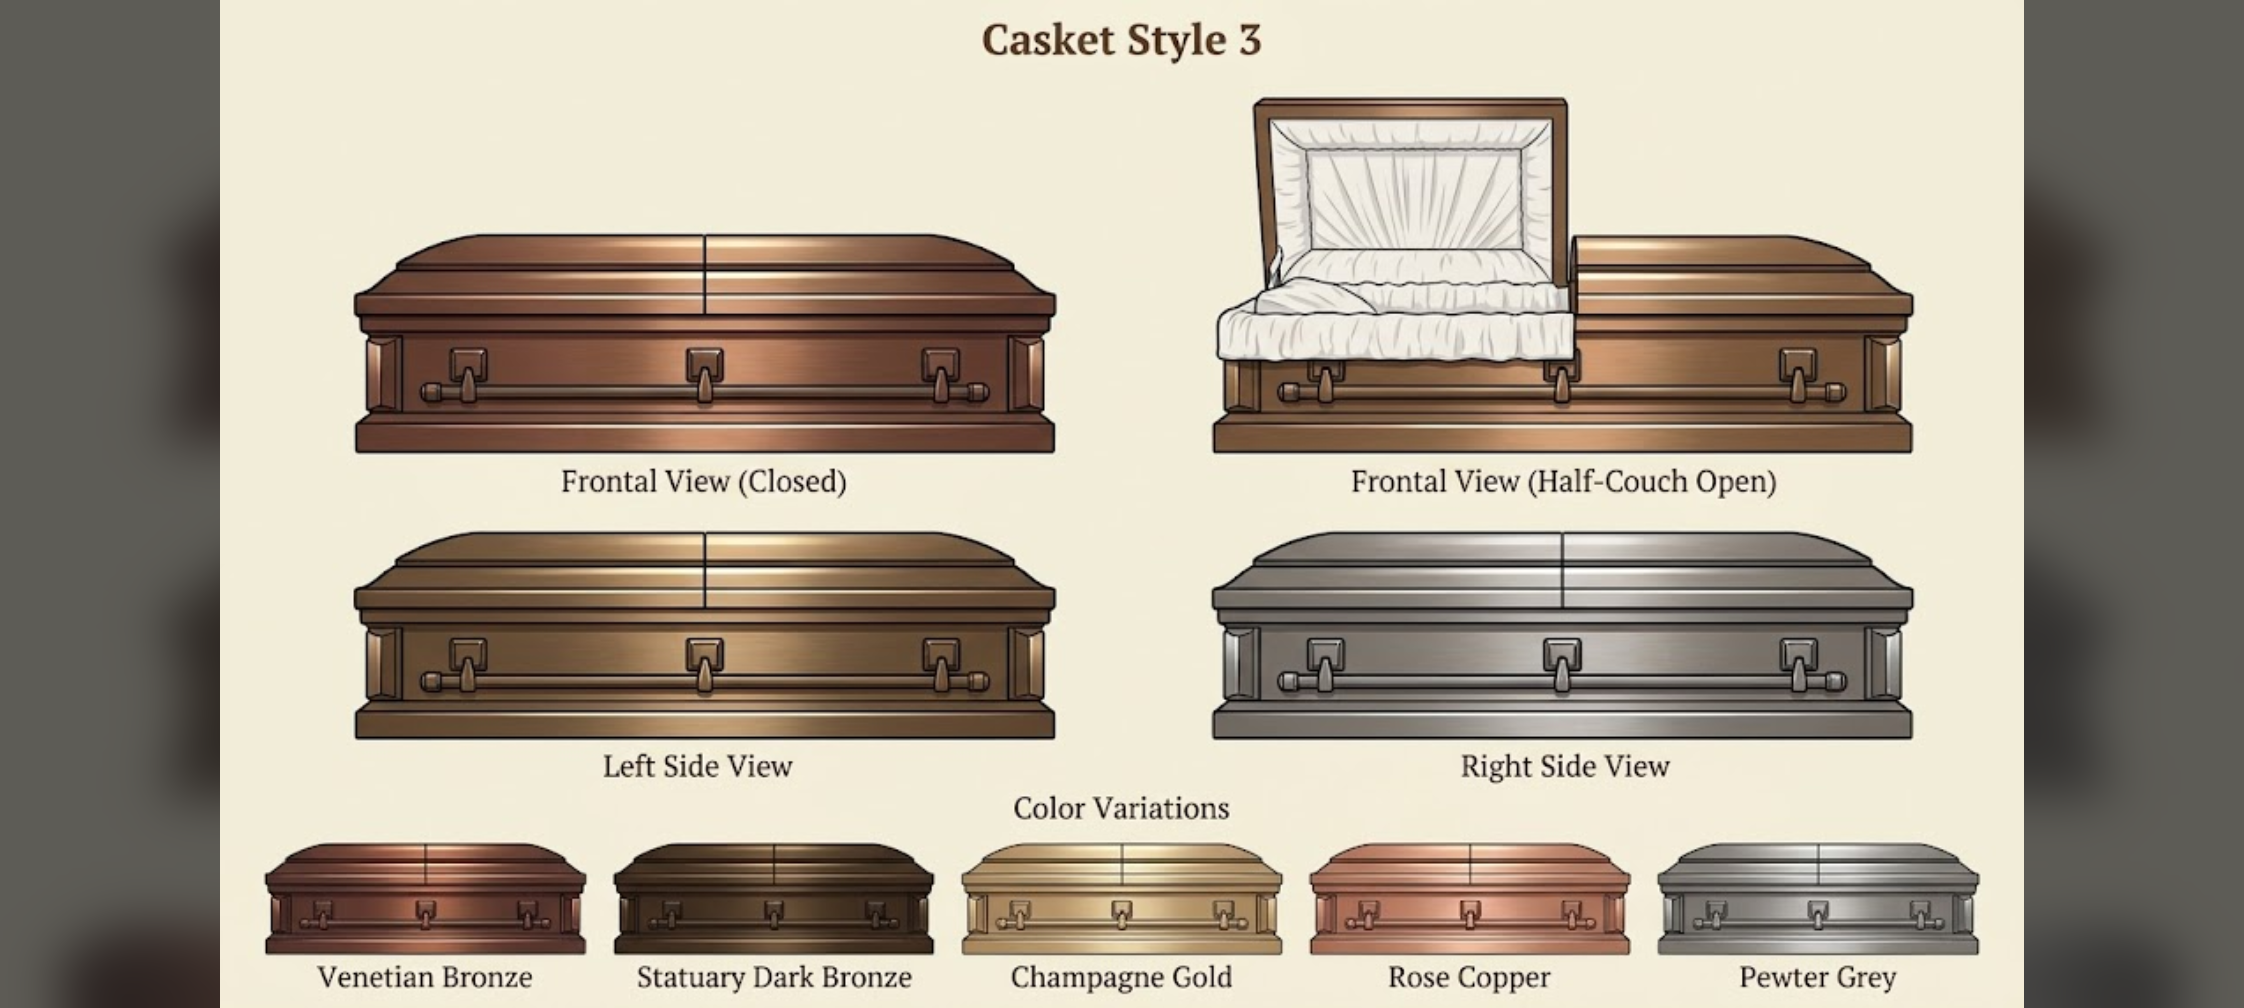 Casket Style 3
Frontal View (Closed)
Frontal View (Half-Couch Open)
Left Side View
Right Side View
Color Variations
Venetian Bronze
Statuary Dark Bronze
Champagne Gold
Rose Copper
Pewter Grey